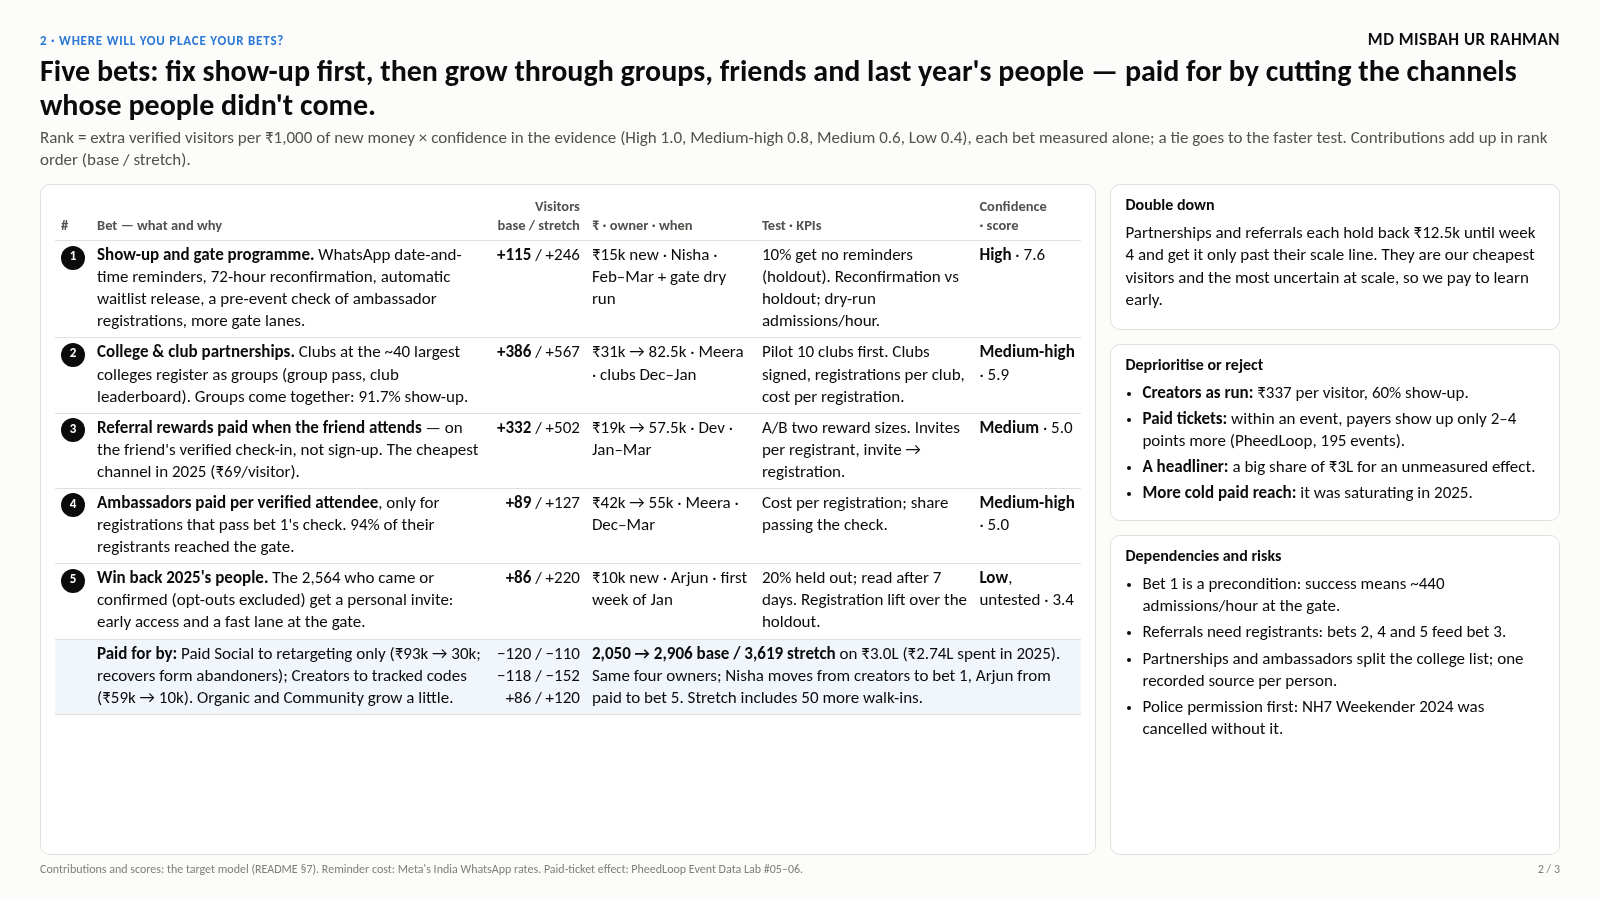 2 · WHERE WILL YOU PLACE YOUR BETS?
MD MISBAH UR RAHMAN
Five bets: fix show-up first, then grow through groups, friends and last year's people — paid for by cutting the channels
whose people didn't come.
Rank = extra verified visitors per ₹1,000 of new money × confidence in the evidence (High 1.0, Medium-high 0.8, Medium 0.6, Low 0.4), each bet measured alone; a tie goes to the faster test. Contributions add up in rank
order (base / stretch).
# Bet — what and why Visitors base / stretch ₹ · owner · when Test · KPIs Confidence · score
1
Show-up and gate programme. WhatsApp date-and-
time reminders, 72-hour reconfirmation, automatic
waitlist release, a pre-event check of ambassador
registrations, more gate lanes.
+115 / +246
₹15k new · Nisha ·
Feb–Mar + gate dry
run
10% get no reminders
(holdout). Reconfirmation vs
holdout; dry-run
admissions/hour.
High · 7.6
2
College & club partnerships. Clubs at the ~40 largest
colleges register as groups (group pass, club
leaderboard). Groups come together: 91.7% show-up.
+386 / +567
₹31k → 82.5k · Meera
· clubs Dec–Jan
Pilot 10 clubs first. Clubs
signed, registrations per club,
cost per registration.
Medium-high
· 5.9
3
Referral rewards paid when the friend attends — on
the friend's verified check-in, not sign-up. The cheapest
channel in 2025 (₹69/visitor).
+332 / +502
₹19k → 57.5k · Dev ·
Jan–Mar
A/B two reward sizes. Invites
per registrant, invite →
registration.
Medium · 5.0
4
Ambassadors paid per verified attendee, only for
registrations that pass bet 1's check. 94% of their
registrants reached the gate.
+89 / +127
₹42k → 55k · Meera ·
Dec–Mar
Cost per registration; share
passing the check.
Medium-high
· 5.0
5
Win back 2025's people. The 2,564 who came or
confirmed (opt-outs excluded) get a personal invite:
early access and a fast lane at the gate.
+86 / +220
₹10k new · Arjun · first
week of Jan
20% held out; read after 7
days. Registration lift over the
holdout.
Low,
untested · 3.4
Paid for by: Paid Social to retargeting only (₹93k → 30k;
recovers form abandoners); Creators to tracked codes
(₹59k → 10k). Organic and Community grow a little.
−120 / −110
−118 / −152
+86 / +120
2,050 → 2,906 base / 3,619 stretch on ₹3.0L (₹2.74L spent in 2025).
Same four owners; Nisha moves from creators to bet 1, Arjun from
paid to bet 5. Stretch includes 50 more walk-ins.
Double down
Partnerships and referrals each hold back ₹12.5k until week
4 and get it only past their scale line. They are our cheapest
visitors and the most uncertain at scale, so we pay to learn
early.
Deprioritise or reject
• Creators as run: ₹337 per visitor, 60% show-up.
• Paid tickets: within an event, payers show up only 2–4
points more (PheedLoop, 195 events).
• A headliner: a big share of ₹3L for an unmeasured effect.
• More cold paid reach: it was saturating in 2025.
Dependencies and risks
• Bet 1 is a precondition: success means ~440
admissions/hour at the gate.
• Referrals need registrants: bets 2, 4 and 5 feed bet 3.
• Partnerships and ambassadors split the college list; one
recorded source per person.
• Police permission first: NH7 Weekender 2024 was
cancelled without it.
Contributions and scores: the target model (README §7). Reminder cost: Meta's India WhatsApp rates. Paid-ticket effect: PheedLoop Event Data Lab #05–06.
2 / 3